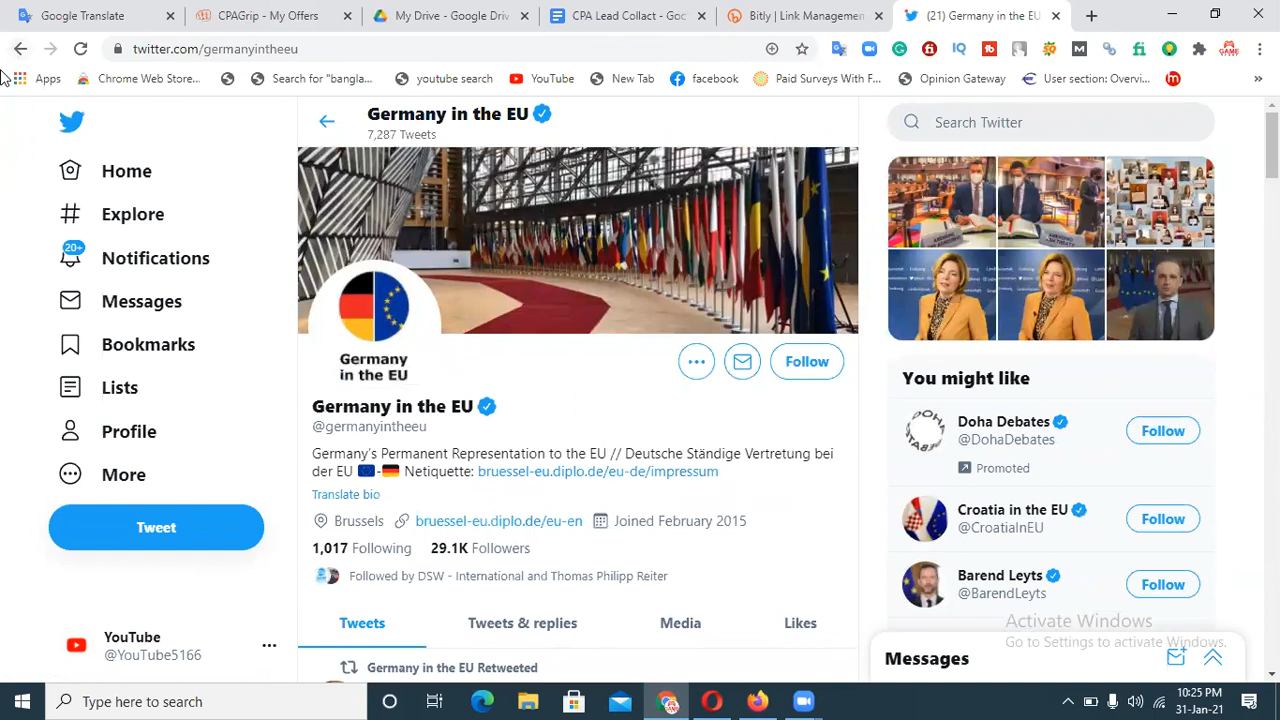 Google Translate
CPAGrip - My Offers
My Drive - Google Dri
CPA Lead Collact - Goo
Bitly | Link Management
(21) Germany in the EU
twitter.com/germanyintheeu
Apps
Chrome Web Store...
Search for "bangla...
youtube search
YouTube
New Tab
facebook
Paid Surveys With F...
Opinion Gateway
User section: Overvi...
Germany in the EU
7,287 Tweets
Search Twitter
Home
Explore
20+
Notifications
Messages
Bookmarks
Lists
Profile
More
Tweet
YouTube
@YouTube5166
Germany
in the EU
Follow
Germany in the EU
@germanyintheeu
Germany's Permanent Representation to the EU // Deutsche Ständige Vertretung bei
der EU 🇪🇺-🇩🇪 Netiquette: bruessel-eu.diplo.de/eu-de/impressum
Translate bio
Brussels bruessel-eu.diplo.de/eu-en Joined February 2015
1,017 Following 29.1K Followers
Followed by DSW - International and Thomas Philipp Reiter
Tweets Tweets & replies Media Likes
Germany in the EU Retweeted
You might like
Doha Debates
@DohaDebates
Promoted
Follow
Croatia in the EU
@CroatiaInEU
Follow
Barend Leyts
@BarendLeyts
Follow
Activate Windows
Go to Settings to activate Windows.
Messages
Type here to search
10:25 PM
31-Jan-21